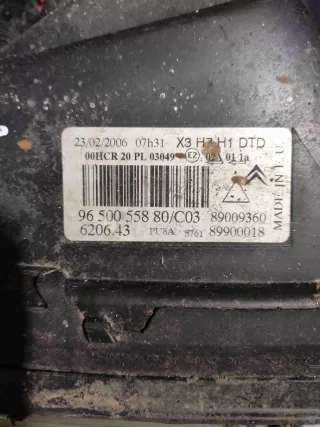 23/02/2006 07h31 X3 H7 H1 DTD
00HCR 20 PL 03049 E2 02A 01 1a
96 500 558 80/C03 89009360
6206.43 PU8A 8761 89900018
MADE IN E.U.